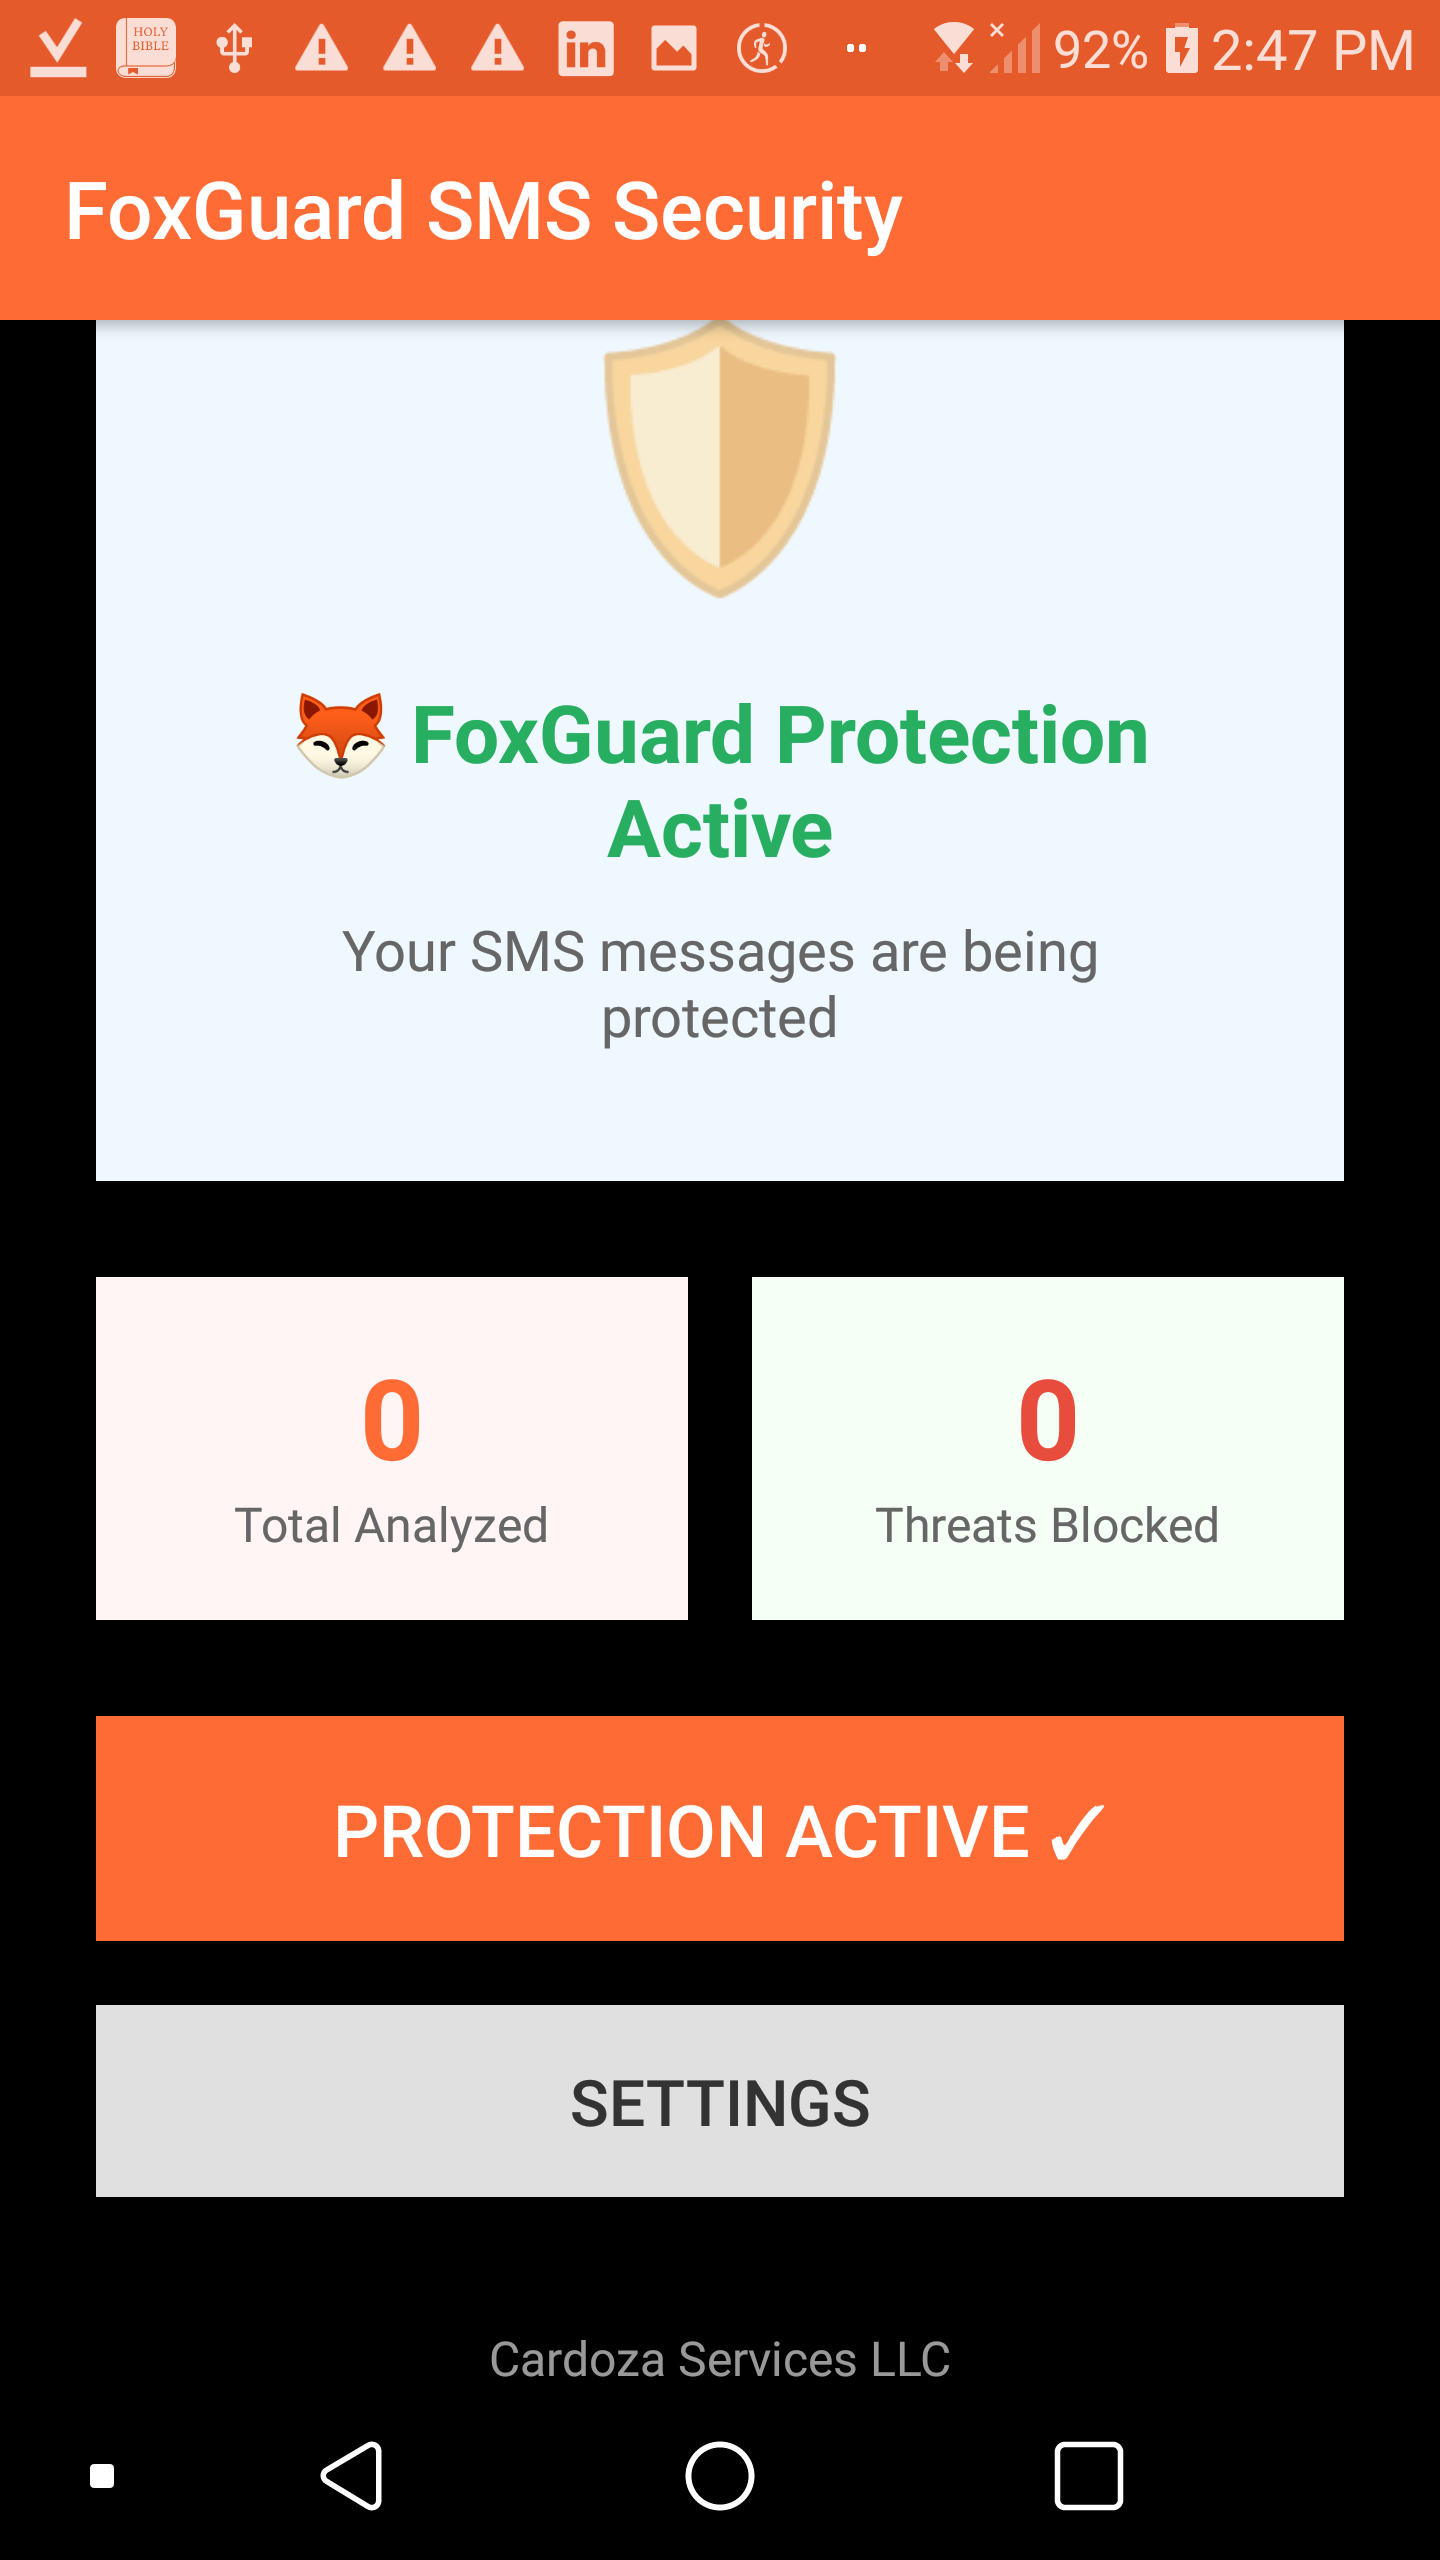 HOLY
BIBLE
in
92%
2:47 PM
FoxGuard SMS Security
🦊 FoxGuard Protection
Active
Your SMS messages are being
protected
0
Total Analyzed
0
Threats Blocked
PROTECTION ACTIVE ✓
SETTINGS
Cardoza Services LLC